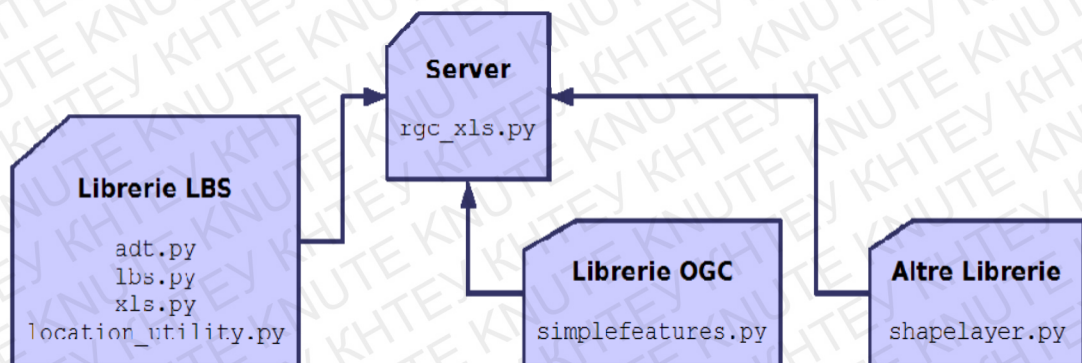 Server
rgc_xls.py
Librerie LBS
adt.py
lbs.py
xls.py
location_utility.py
Librerie OGC
simplefeatures.py
Altre Librerie
shapelayer.py